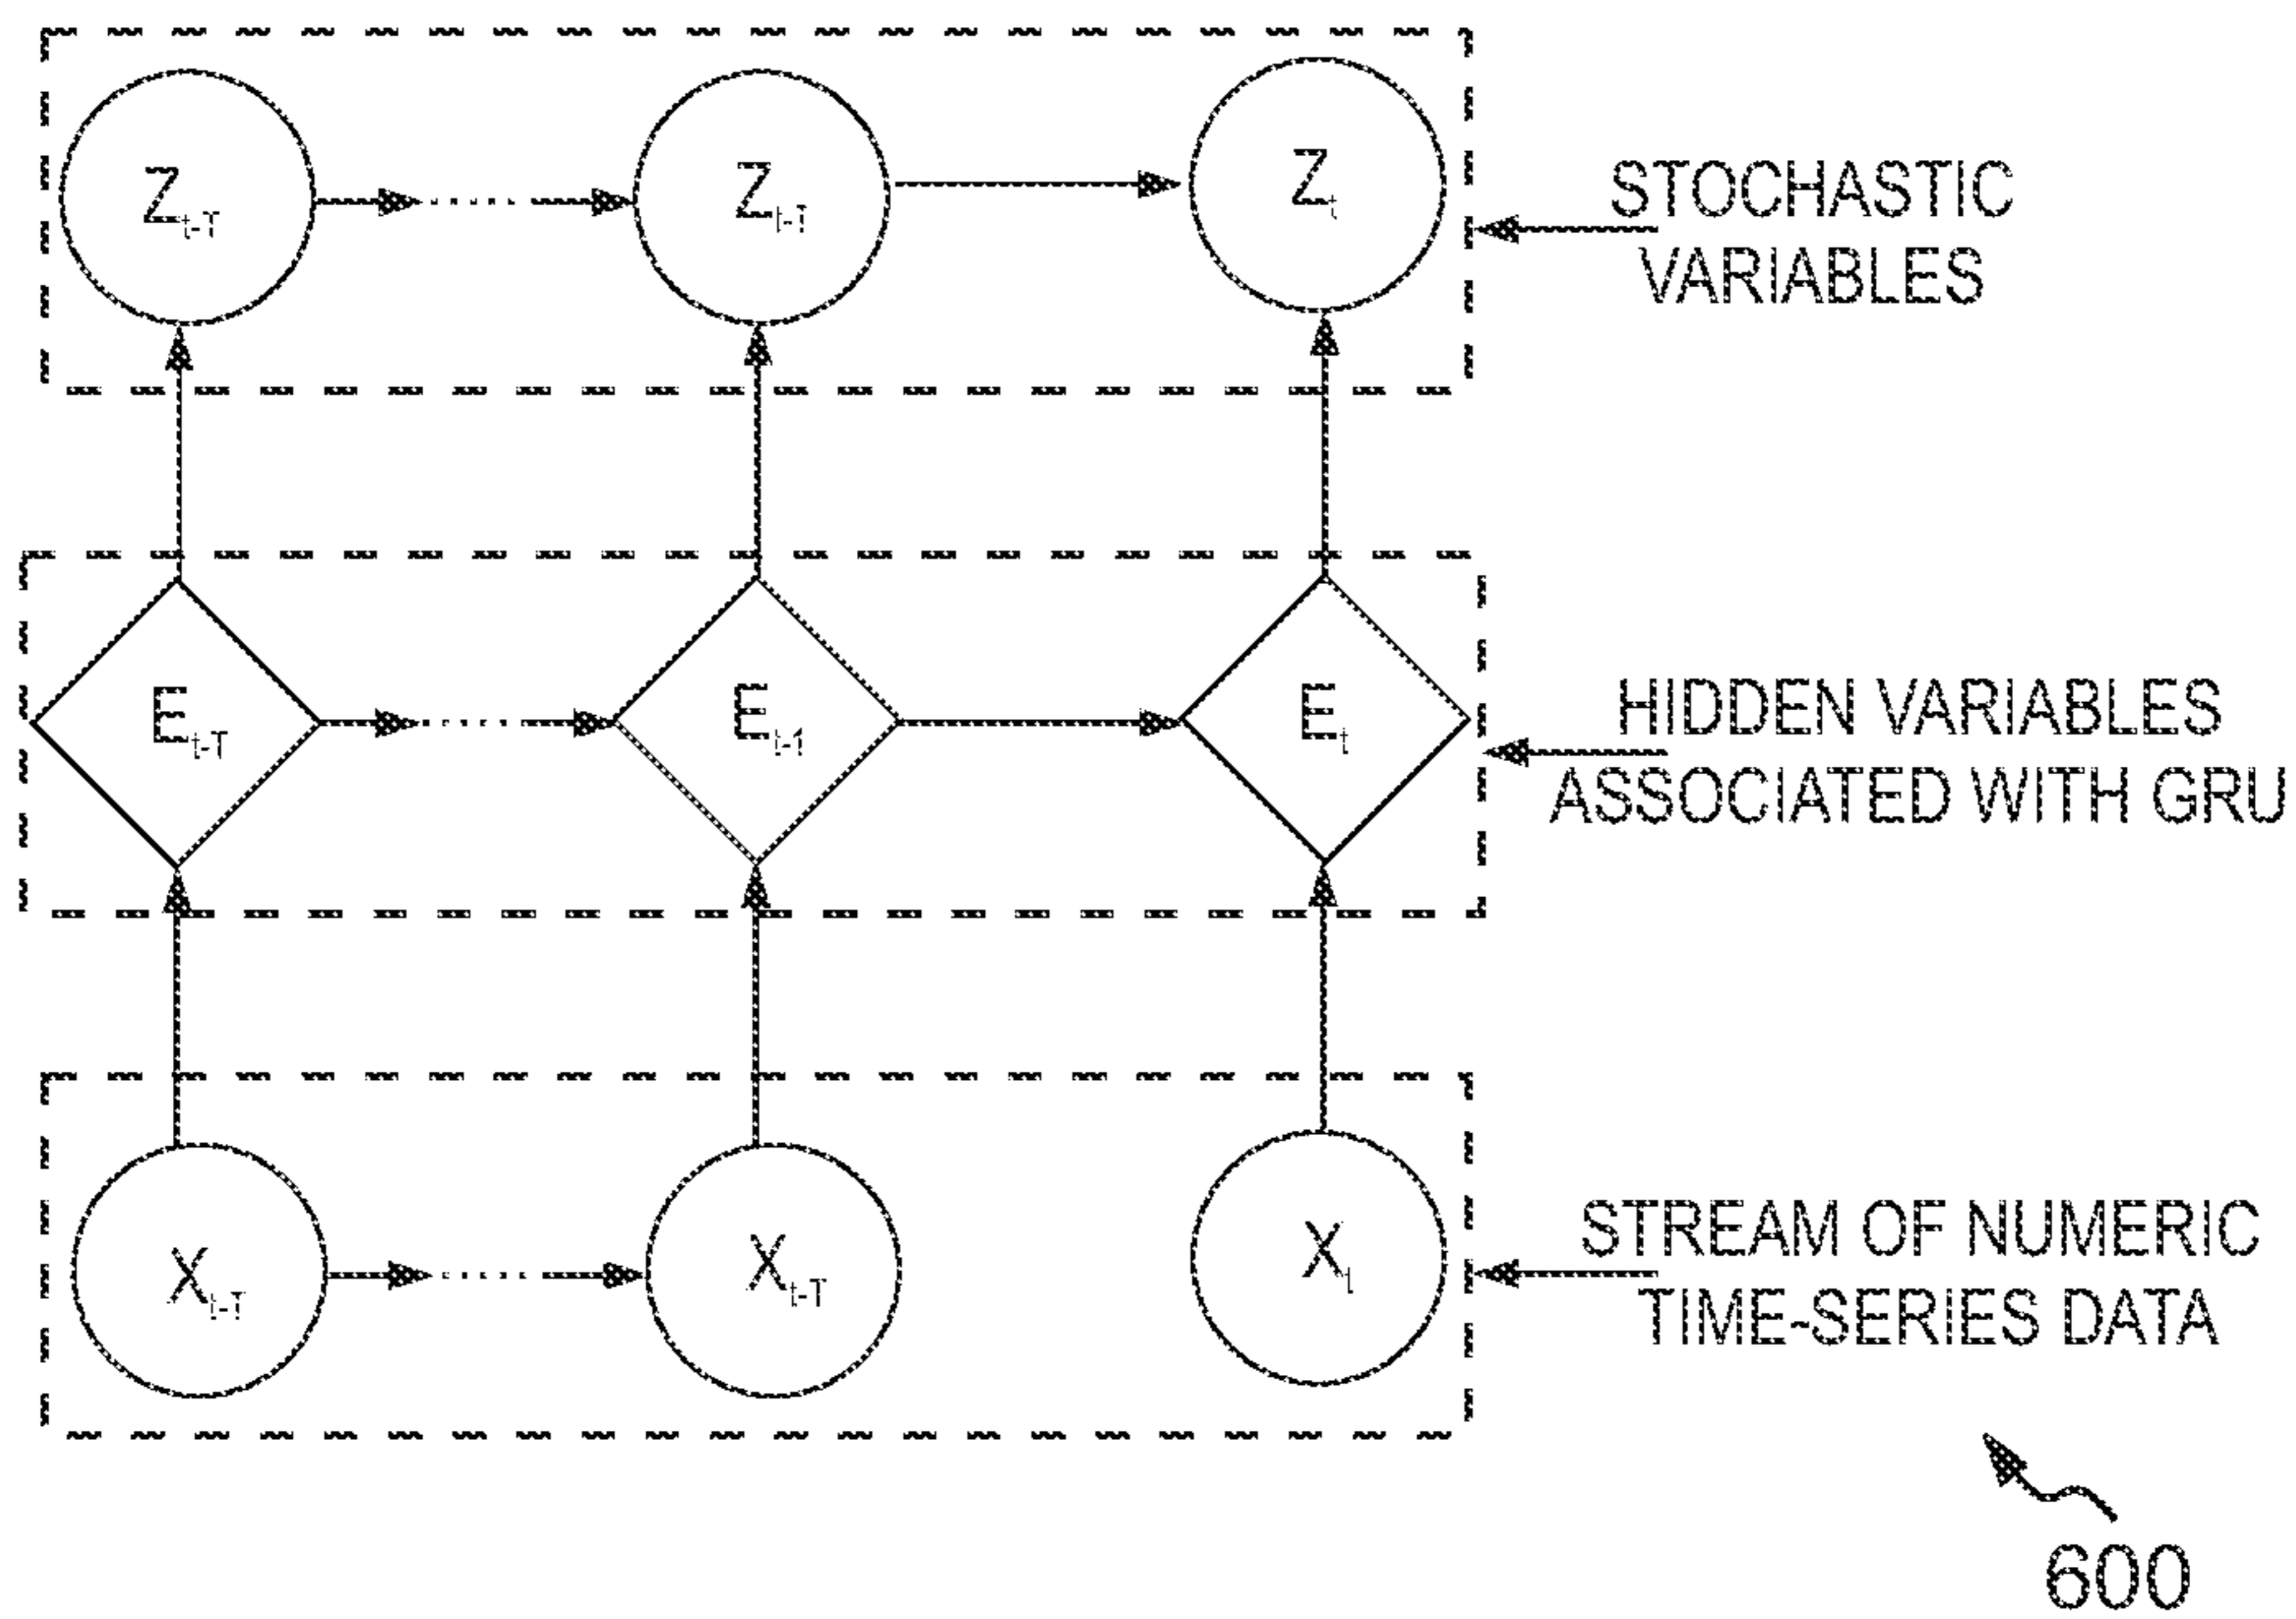 Z_{t-T} Z_{t-1} Z_t
STOCHASTIC
VARIABLES
E_{t-T} E_{t-1} E_t
HIDDEN VARIABLES
ASSOCIATED WITH GRU
X_{t-T} X_{t-T} X_t
STREAM OF NUMERIC
TIME-SERIES DATA
600